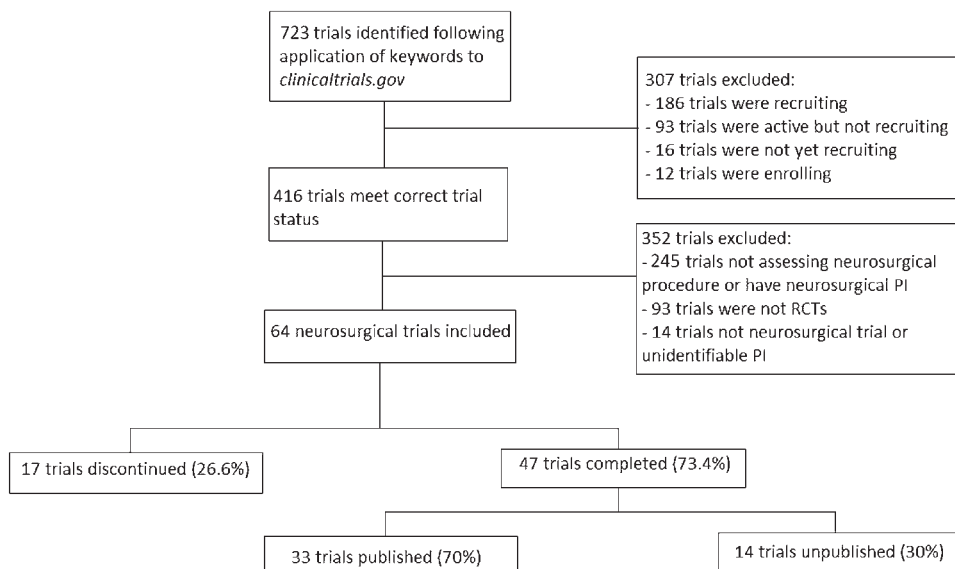 723 trials identified following
application of keywords to
clinicaltrials.gov
307 trials excluded:
- 186 trials were recruiting
- 93 trials were active but not recruiting
- 16 trials were not yet recruiting
- 12 trials were enrolling
416 trials meet correct trial
status
352 trials excluded:
- 245 trials not assessing neurosurgical
procedure or have neurosurgical PI
- 93 trials were not RCTs
- 14 trials not neurosurgical trial or
unidentifiable PI
64 neurosurgical trials included
17 trials discontinued (26.6%)
47 trials completed (73.4%)
33 trials published (70%)
14 trials unpublished (30%)